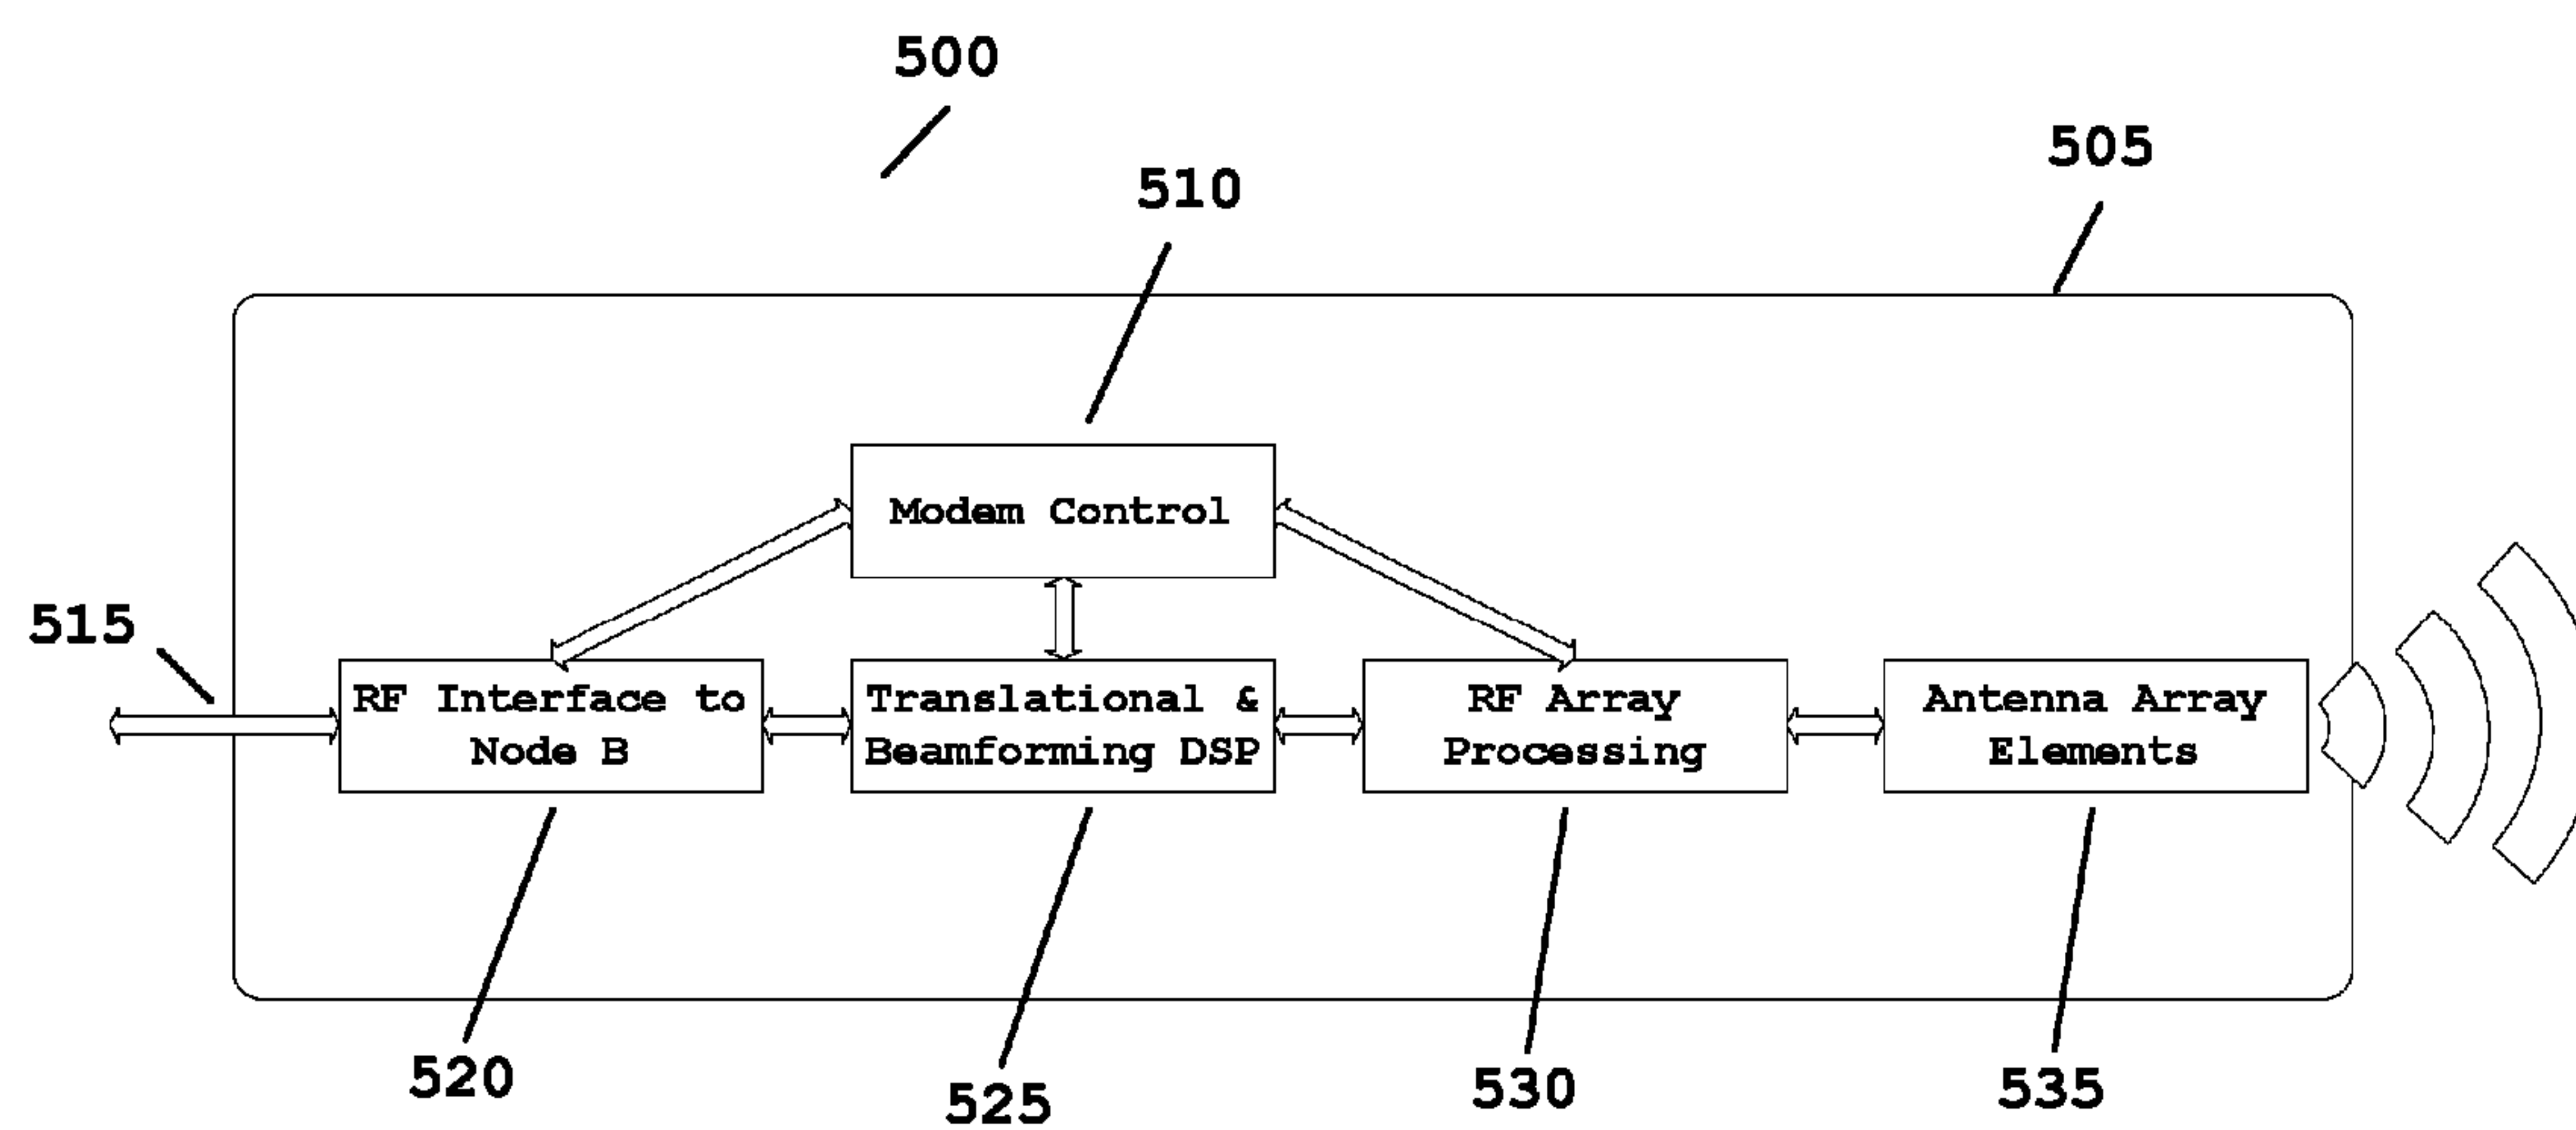 500
505
510
Modem Control
515
RF Interface to
Node B
Translational &
Beamforming DSP
RF Array
Processing
Antenna Array
Elements
520
525
530
535